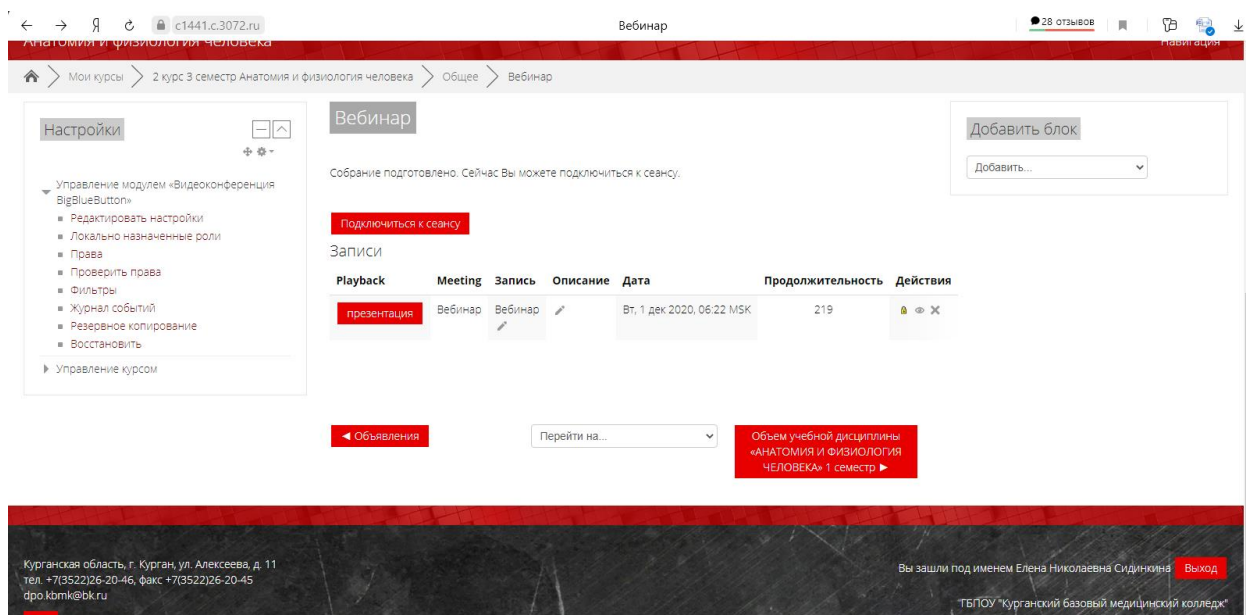 c1441.c.3072.ru
Вебинар
28 отзывов
Анатомия и физиология человека
Навигация
Мои курсы
2 курс 3 семестр Анатомия и физиология человека
Общее
Вебинар
Настройки
Управление модулем «Видеоконференция
BigBlueButton»
Редактировать настройки
Локально назначенные роли
Права
Проверить права
Фильтры
Журнал событий
Резервное копирование
Восстановить
Управление курсом
Вебинар
Собрание подготовлено. Сейчас Вы можете подключиться к сеансу.
Подключиться к сеансу
Записи
Playback Meeting Запись Описание Дата Продолжительность Действия
презентация Вебинар Вебинар Вт, 1 дек 2020, 06:22 MSK 219
◄ Объявления
Перейти на...
Объем учебной дисциплины
«АНАТОМИЯ И ФИЗИОЛОГИЯ
ЧЕЛОВЕКА» 1 семестр ►
Добавить блок
Добавить...
Курганская область, г. Курган, ул. Алексеева, д. 11
тел. +7(3522)26-20-46, факс +7(3522)26-20-45
dpo.kbmk@bk.ru
Вы зашли под именем Елена Николаевна Сидинкина Выход
"ГБПОУ "Курганский базовый медицинский колледж"